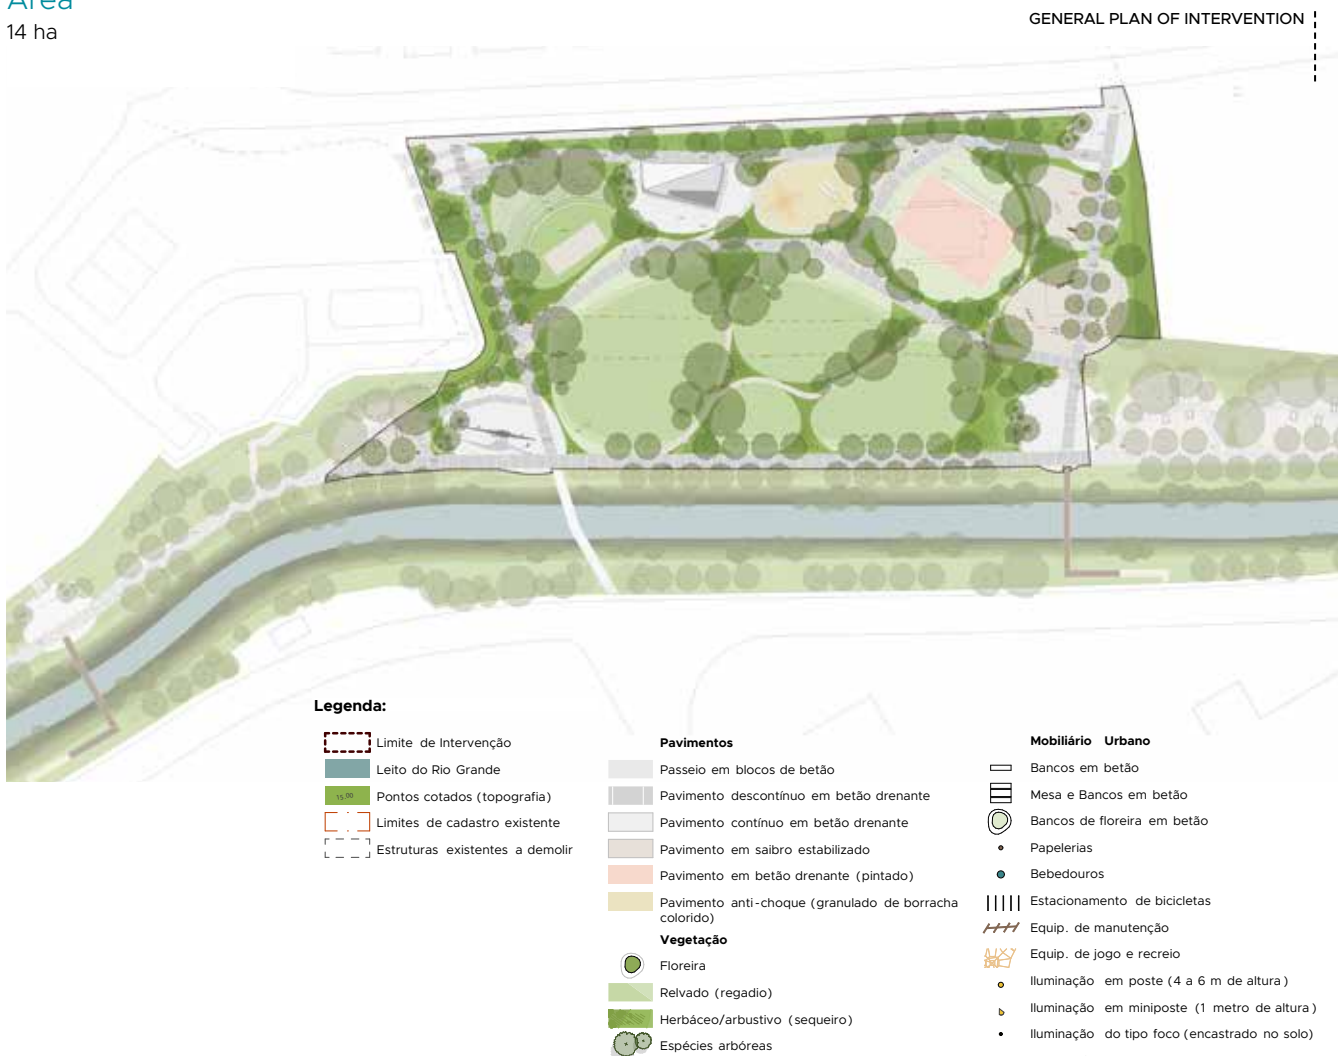 Area
14 ha
GENERAL PLAN OF INTERVENTION
Legenda:
Limite de Intervenção
Leito do Rio Grande
15.00
Pontos cotados (topografia)
Limites de cadastro existente
Estruturas existentes a demolir
Pavimentos
Passeio em blocos de betão
Pavimento descontínuo em betão drenante
Pavimento contínuo em betão drenante
Pavimento em saibro estabilizado
Pavimento em betão drenante (pintado)
Pavimento anti-choque (granulado de borracha
colorido)
Vegetação
Floreira
Relvado (regadio)
Herbáceo/arbustivo (sequeiro)
Espécies arbóreas
Mobiliário Urbano
Bancos em betão
Mesa e Bancos em betão
Bancos de floreira em betão
Papelerias
Bebedouros
Estacionamento de bicicletas
Equip. de manutenção
Equip. de jogo e recreio
Iluminação em poste (4 a 6 m de altura)
Iluminação em miniposte (1 metro de altura)
Iluminação do tipo foco (encastrado no solo)